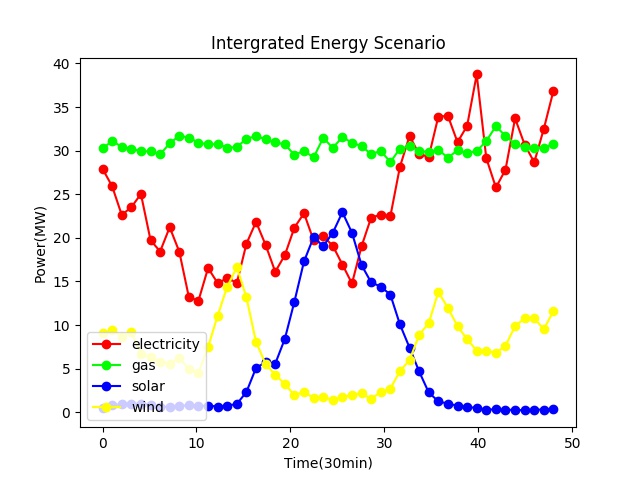 Intergrated Energy Scenario
Power(MW)
40
35
30
25
20
15
10
5
0
electricity
gas
solar
wind
0 10 20 30 40 50
Time(30min)